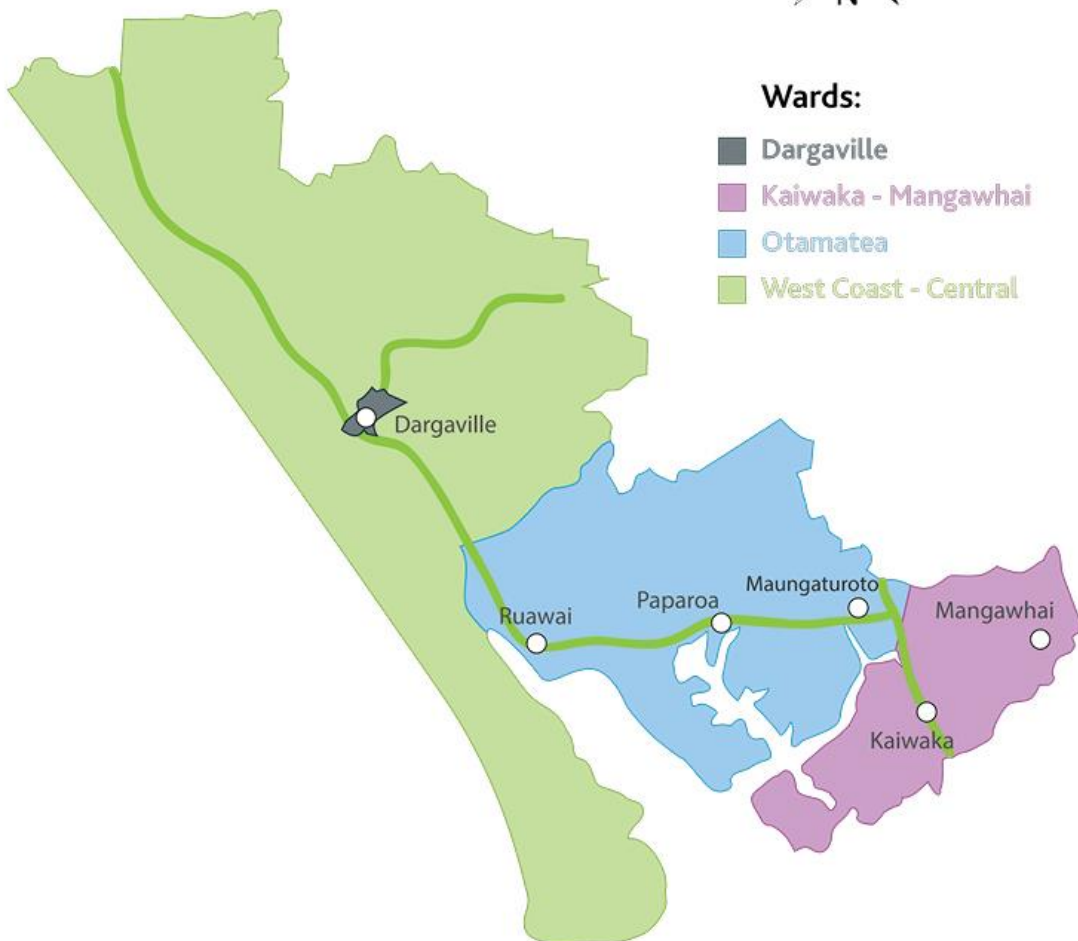 N
Wards:
Dargaville
Kaiwaka - Mangawhai
Otamatea
West Coast - Central
Dargaville
Maungaturoto
Paparoa
Mangawhai
Ruawai
Kaiwaka